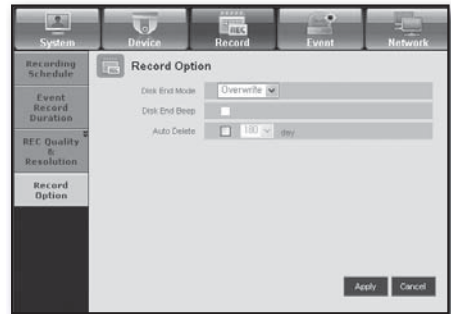 System Device Record Event Network
Recording
Schedule
Event
Record
Duration
REC Quality
&
Resolution
Record
Option
Record Option
Disk End Mode Overwrite
Disk End Beep
Auto Delete 180 day
Apply Cancel